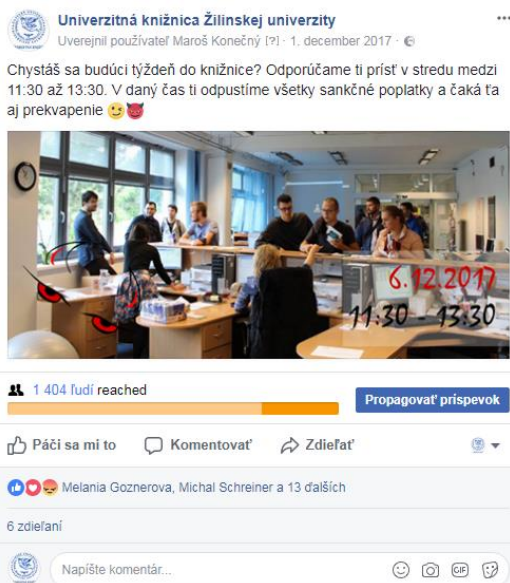 Univerzitná knižnica Žilinskej univerzity
Uverejnil používateľ Maroš Konečný [?] · 1. december 2017 ·
Chystáš sa budúci týždeň do knižnice? Odporúčame ti prísť v stredu medzi
11:30 až 13:30. V daný čas ti odpustíme všetky sankčné poplatky a čaká ťa
aj prekvapenie 😉😈
6.12.2017
11:30 - 13:30
1 404 ľudí reached
Propagovať príspevok
Páči sa mi to Komentovať Zdieľať
Melania Goznerova, Michal Schreiner a 13 ďalších
6 zdieľaní
Napíšte komentár...
GIF